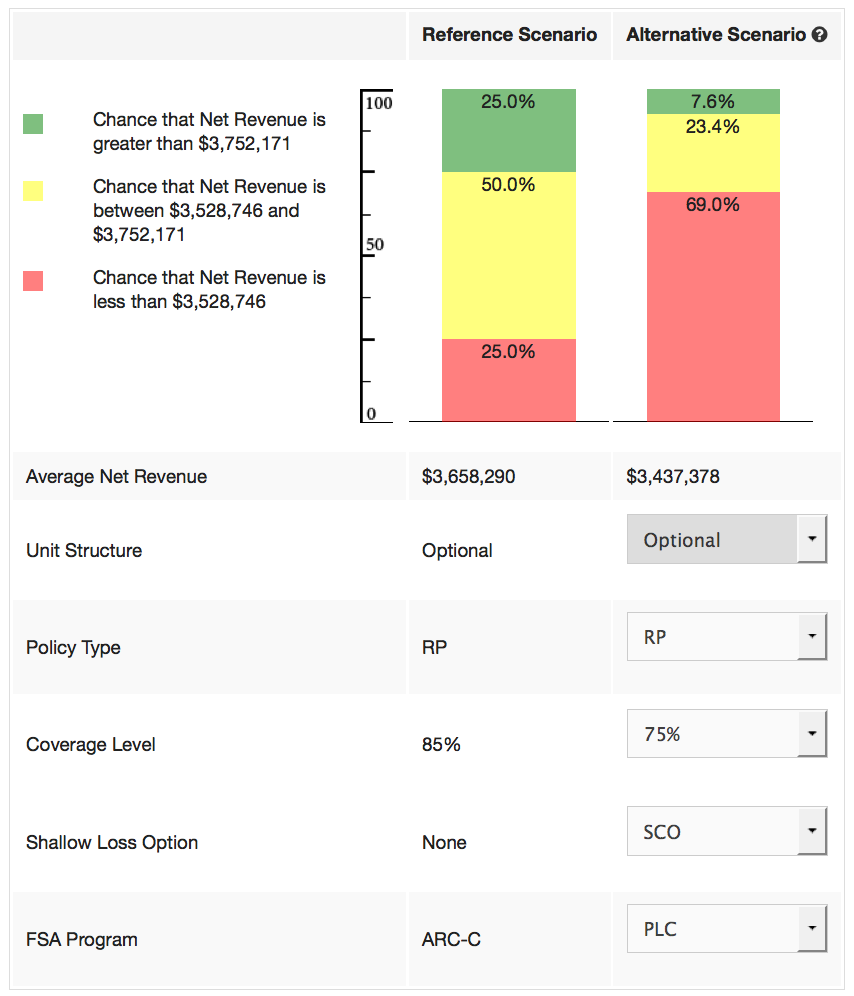 Reference Scenario
Alternative Scenario ?
Chance that Net Revenue is
greater than $3,752,171
Chance that Net Revenue is
between $3,528,746 and
$3,752,171
Chance that Net Revenue is
less than $3,528,746
100
50
0
25.0%
50.0%
25.0%
7.6%
23.4%
69.0%
Average Net Revenue
$3,658,290
$3,437,378
Unit Structure
Optional
Optional
Policy Type
RP
RP
Coverage Level
85%
75%
Shallow Loss Option
None
SCO
FSA Program
ARC-C
PLC